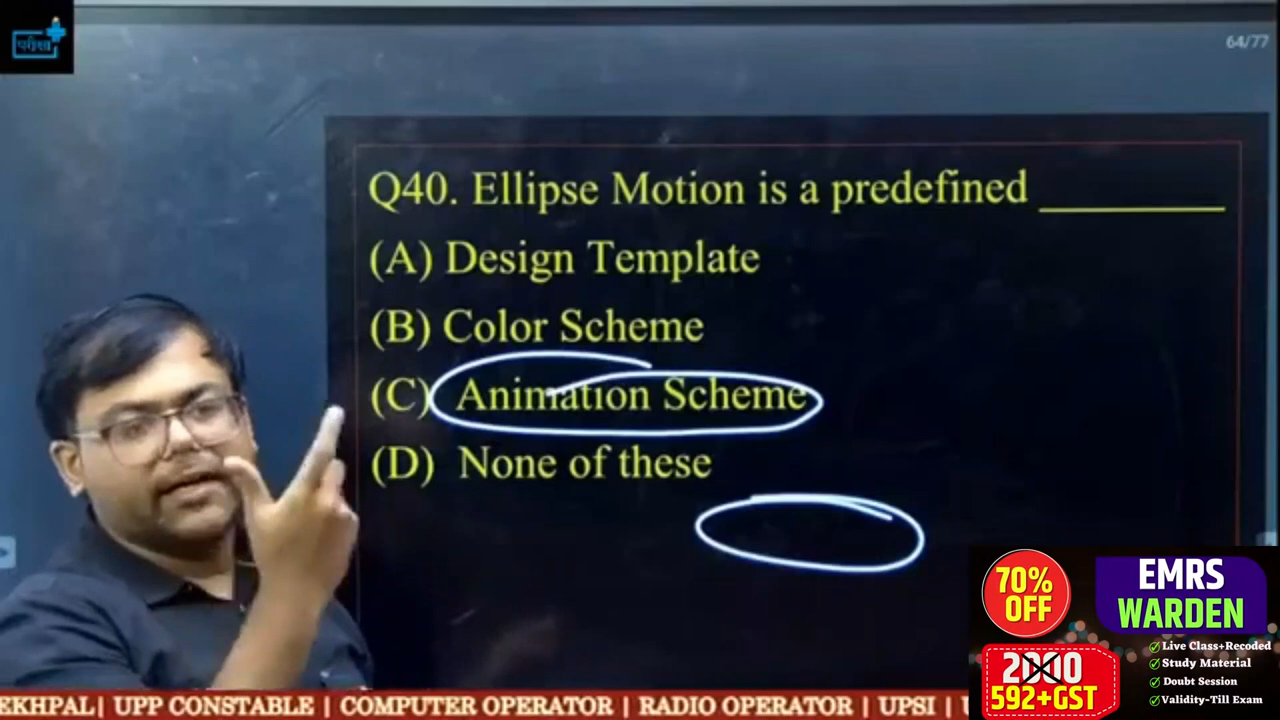 परीक्षा
64/77
Q40. Ellipse Motion is a predefined ________
(A) Design Template
(B) Color Scheme
(C) Animation Scheme
(D) None of these
70%
OFF
EMRS
WARDEN
2000
592+GST
Live Class+Recoded
Study Material
Doubt Session
Validity-Till Exam
EKHPAL| UPP CONSTABLE | COMPUTER OPERATOR | RADIO OPERATOR | UPSI | U